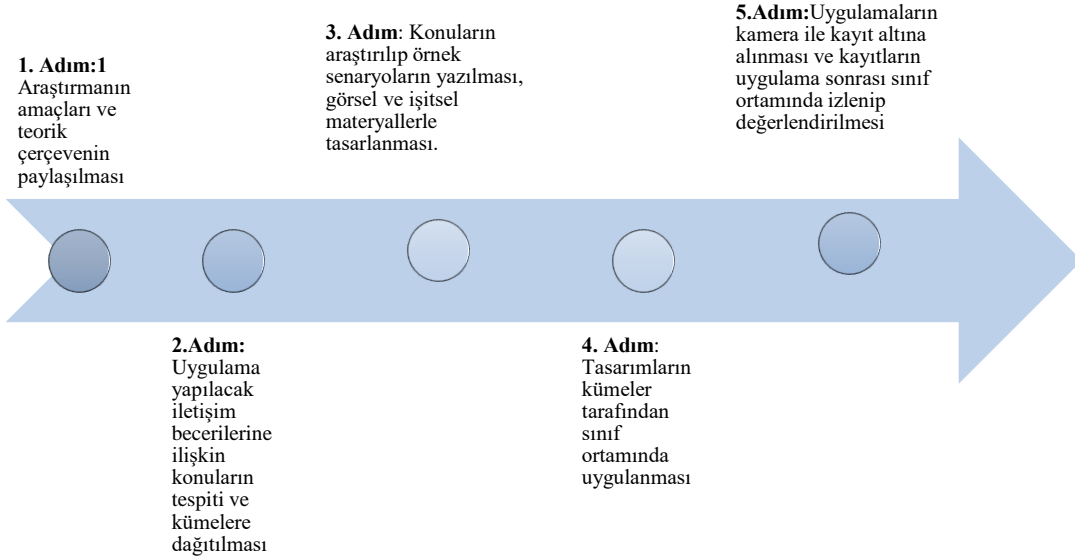 1. Adım:1
Araştırmanın
amaçları ve
teorik
çerçevenin
paylaşılması
2.Adım:
Uygulama
yapılacak
iletişim
becerilerine
ilişkin
konuların
tespiti ve
kümelere
dağıtılması
3. Adım: Konuların
araştırılıp örnek
senaryoların yazılması,
görsel ve işitsel
materyallerle
tasarlanması.
4. Adım:
Tasarımların
kümeler
tarafından
sınıf
ortamında
uygulanması
5.Adım:Uygulamaların
kamera ile kayıt altına
alınması ve kayıtların
uygulama sonrası sınıf
ortamında izlenip
değerlendirilmesi